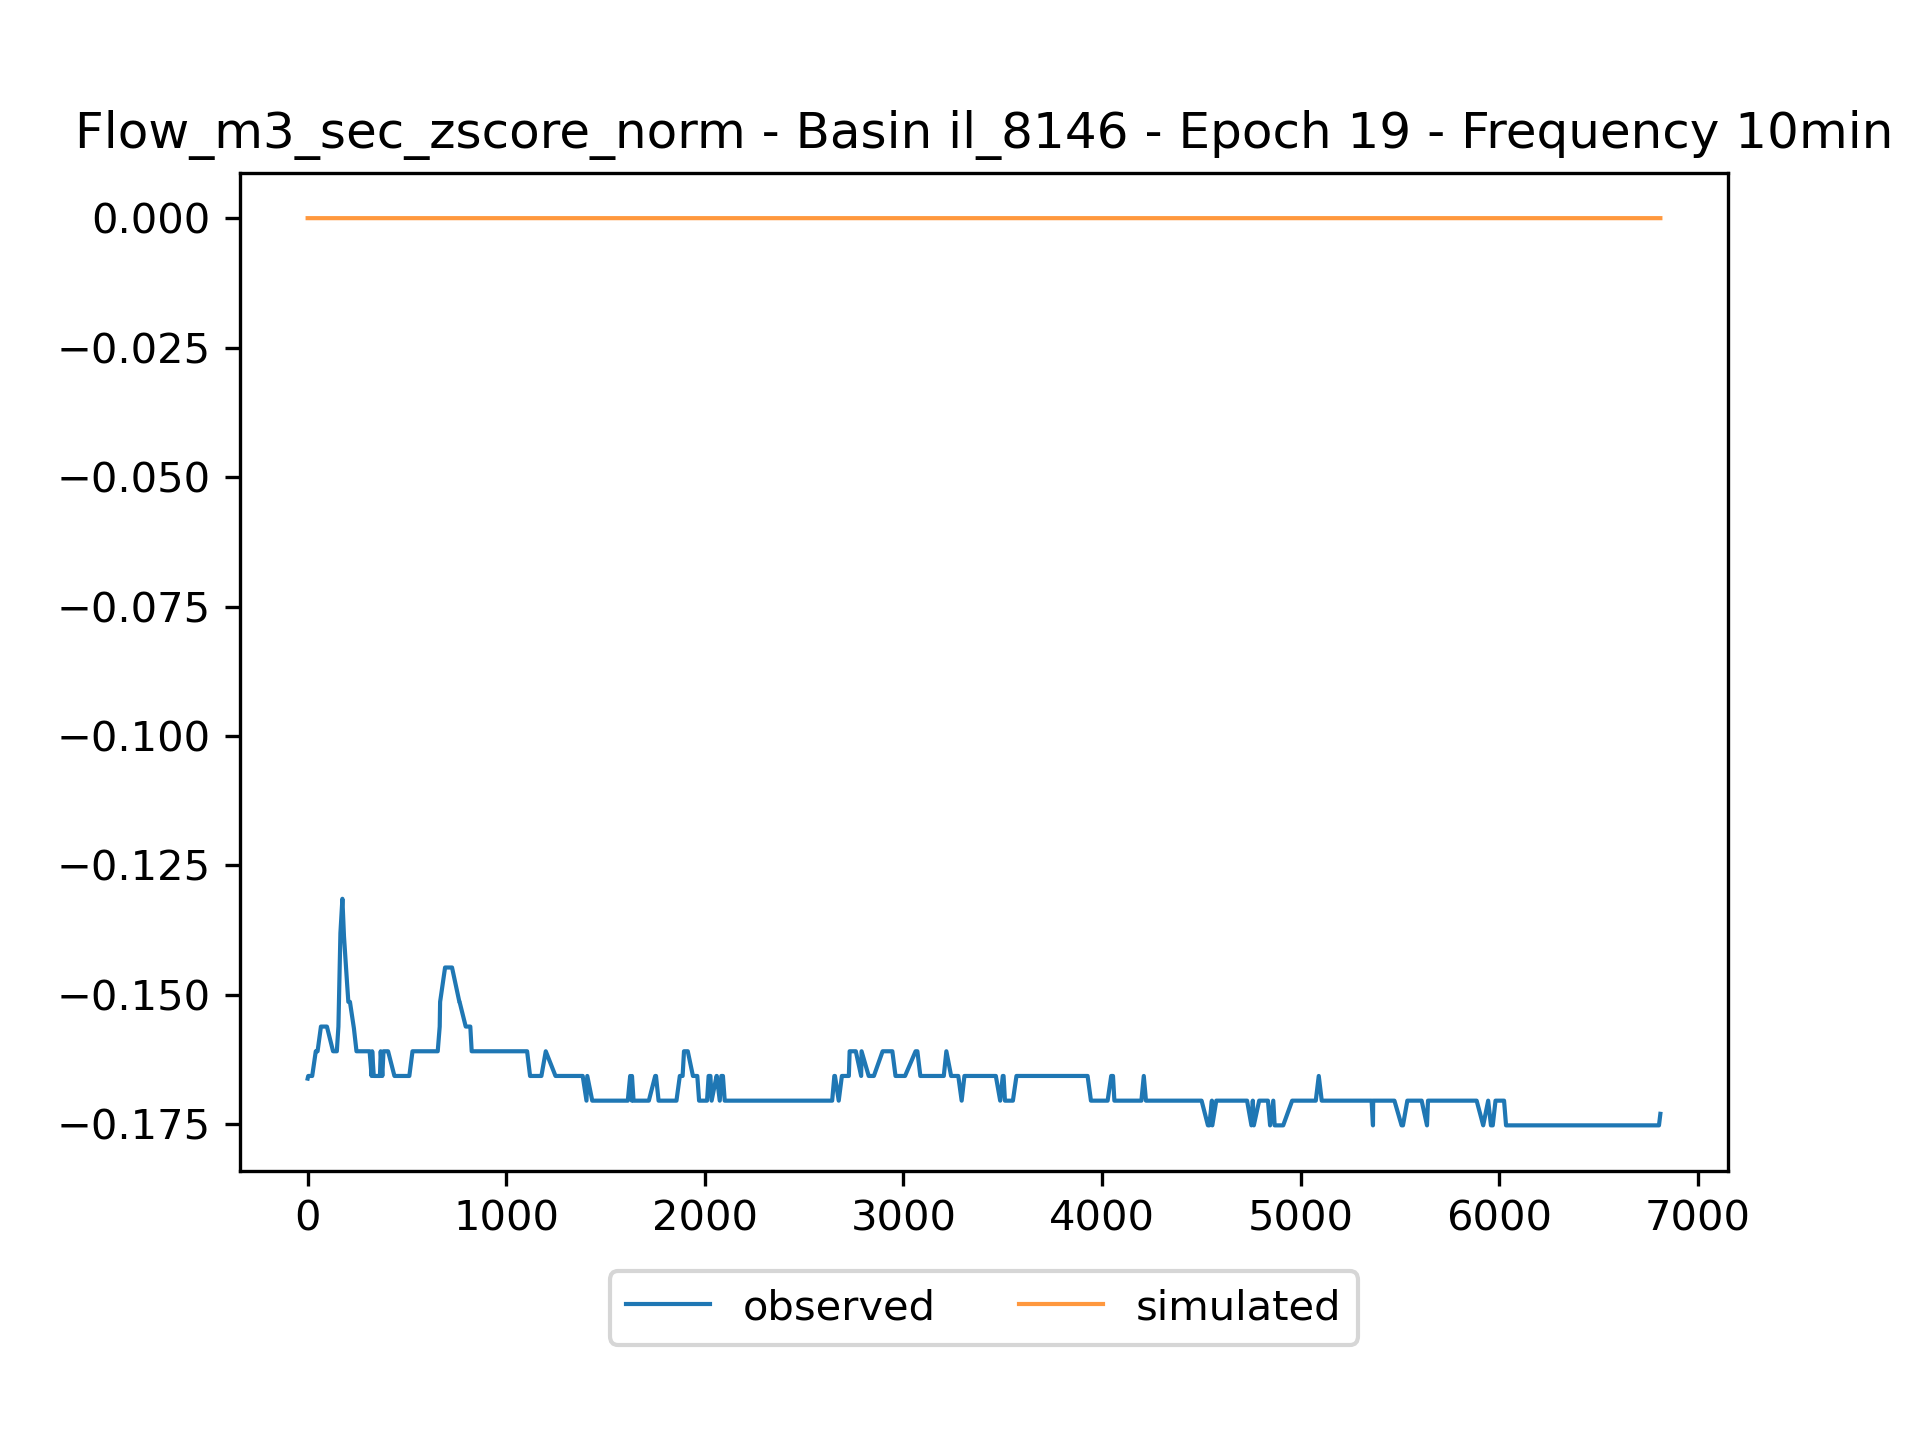 Flow_m3_sec_zscore_norm - Basin il_8146 - Epoch 19 - Frequency 10min
0.000
−0.025
−0.050
−0.075
−0.100
−0.125
−0.150
−0.175
0 1000 2000 3000 4000 5000 6000 7000
observed simulated